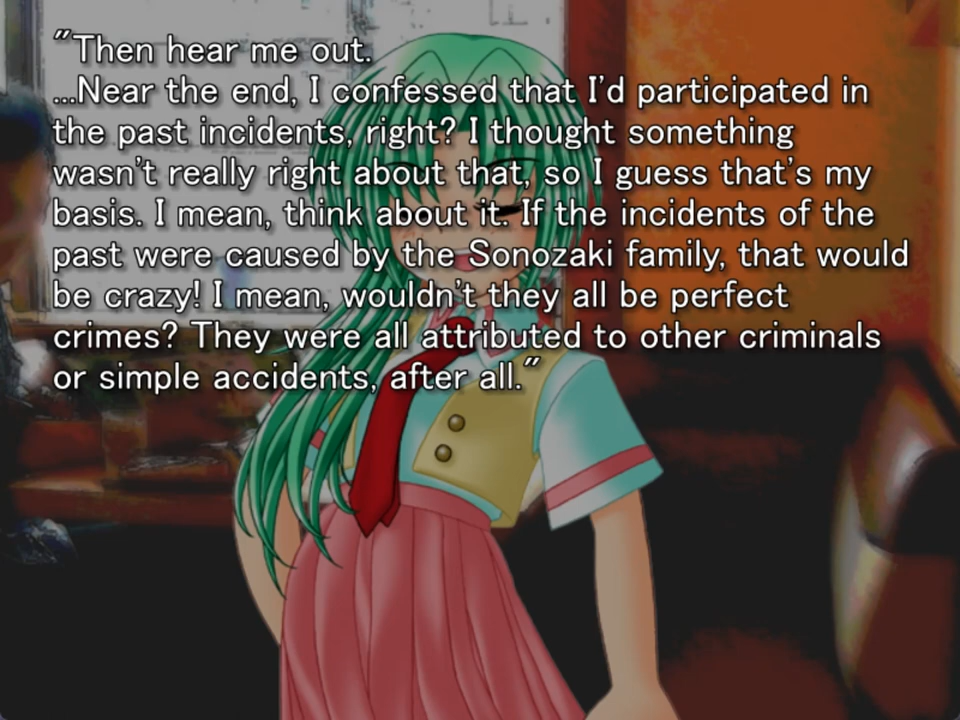 "Then hear me out.
...Near the end, I confessed that I'd participated in
the past incidents, right? I thought something
wasn't really right about that, so I guess that's my
basis. I mean, think about it. If the incidents of the
past were caused by the Sonozaki family, that would
be crazy! I mean, wouldn't they all be perfect
crimes? They were all attributed to other criminals
or simple accidents, after all."